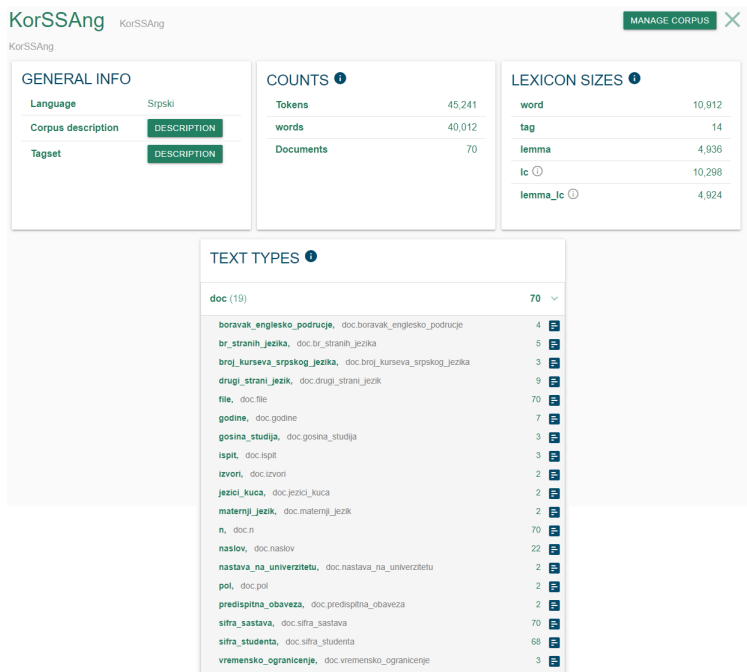 KorSSAng KorSSAng
MANAGE CORPUS
KorSSAng
GENERAL INFO
Language Srpski
Corpus description DESCRIPTION
Tagset DESCRIPTION
COUNTS
Tokens 45,241
words 40,012
Documents 70
LEXICON SIZES
word 10,912
tag 14
lemma 4,936
lc 10,298
lemma_lc 4,924
TEXT TYPES
doc (19) 70
boravak_englesko_podrucje, doc.boravak_englesko_podrucje 4
br_stranih_jezika, doc.br_stranih_jezika 5
broj_kurseva_srpskog_jezika, doc.broj_kurseva_srpskog_jezika 3
drugi_strani_jezik, doc.drugi_strani_jezik 9
file, doc.file 70
godine, doc.godine 7
gosina_studija, doc.gosina_studija 3
ispit, doc.ispit 3
izvori, doc.izvori 2
jezici_kuca, doc.jezici_kuca 2
maternji_jezik, doc.maternji_jezik 2
n, doc.n 70
naslov, doc.naslov 22
nastava_na_univerzitetu, doc.nastava_na_univerzitetu 2
pol, doc.pol 2
predispitna_obaveza, doc.predispitna_obaveza 2
sifra_sastava, doc.sifra_sastava 70
sifra_studenta, doc.sifra_studenta 68
vremensko_ogranicenje, doc.vremensko_ogranicenje 3